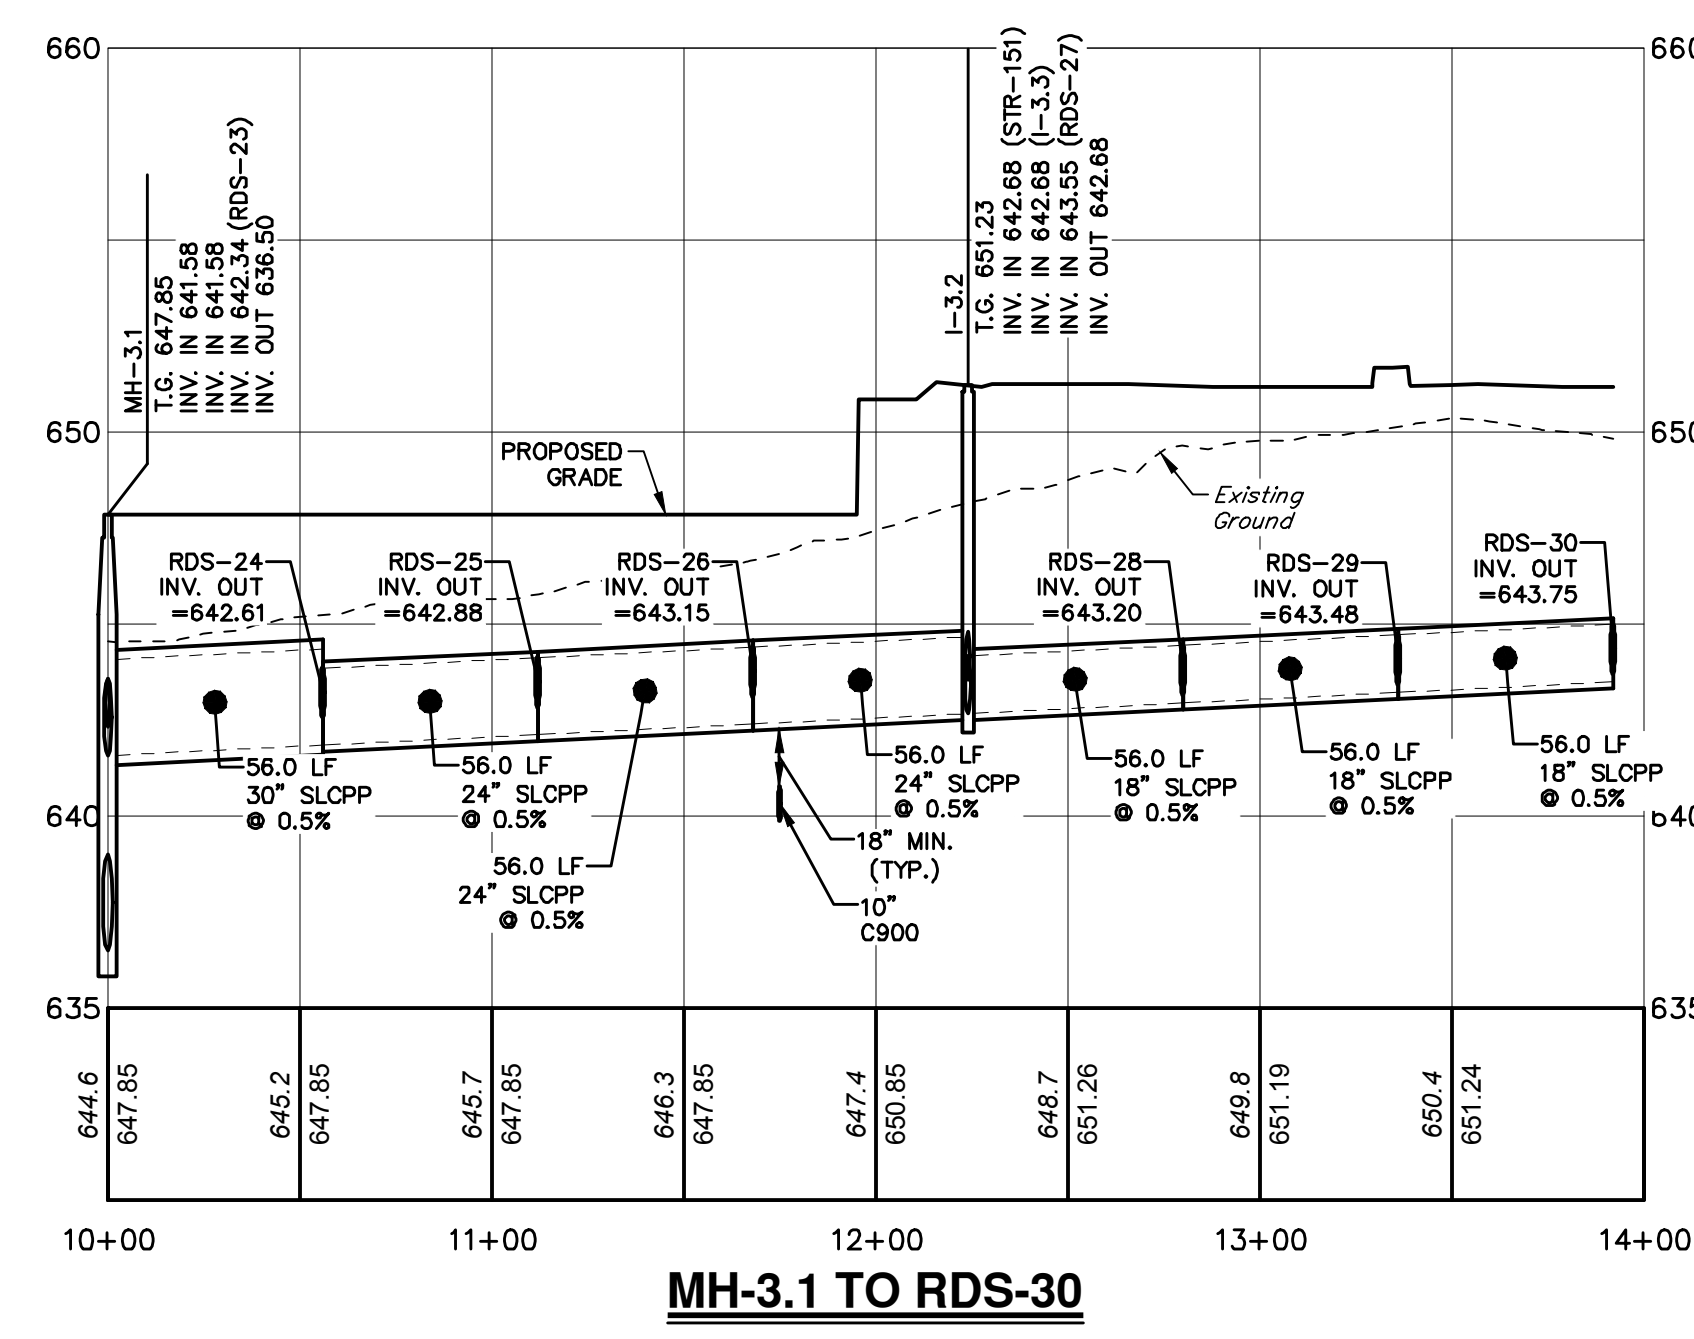 660
660
MH-3.1
T.G. 647.85
INV. IN 641.58
INV. IN 641.58
INV. IN 642.34 (RDS-23)
INV. OUT 636.50
I-3.2
T.G. 651.23
INV. IN 642.68 (STR-151)
INV. IN 642.68 (I-3.3)
INV. IN 643.55 (RDS-27)
INV. OUT 642.68
650
650
PROPOSED
GRADE
Existing
Ground
RDS-24
INV. OUT
=642.61
RDS-25
INV. OUT
=642.88
RDS-26
INV. OUT
=643.15
RDS-28
INV. OUT
=643.20
RDS-29
INV. OUT
=643.48
RDS-30
INV. OUT
=643.75
56.0 LF
30" SLCPP
@ 0.5%
56.0 LF
24" SLCPP
@ 0.5%
56.0 LF
24" SLCPP
@ 0.5%
56.0 LF
24" SLCPP
@ 0.5%
56.0 LF
18" SLCPP
@ 0.5%
56.0 LF
18" SLCPP
@ 0.5%
56.0 LF
18" SLCPP
@ 0.5%
640
640
18" MIN.
(TYP.)
10"
C900
635
635
644.6
647.85
645.2
647.85
645.7
647.85
646.3
647.85
647.4
650.85
648.7
651.26
649.8
651.19
650.4
651.24
10+00
11+00
12+00
13+00
14+00
MH-3.1 TO RDS-30